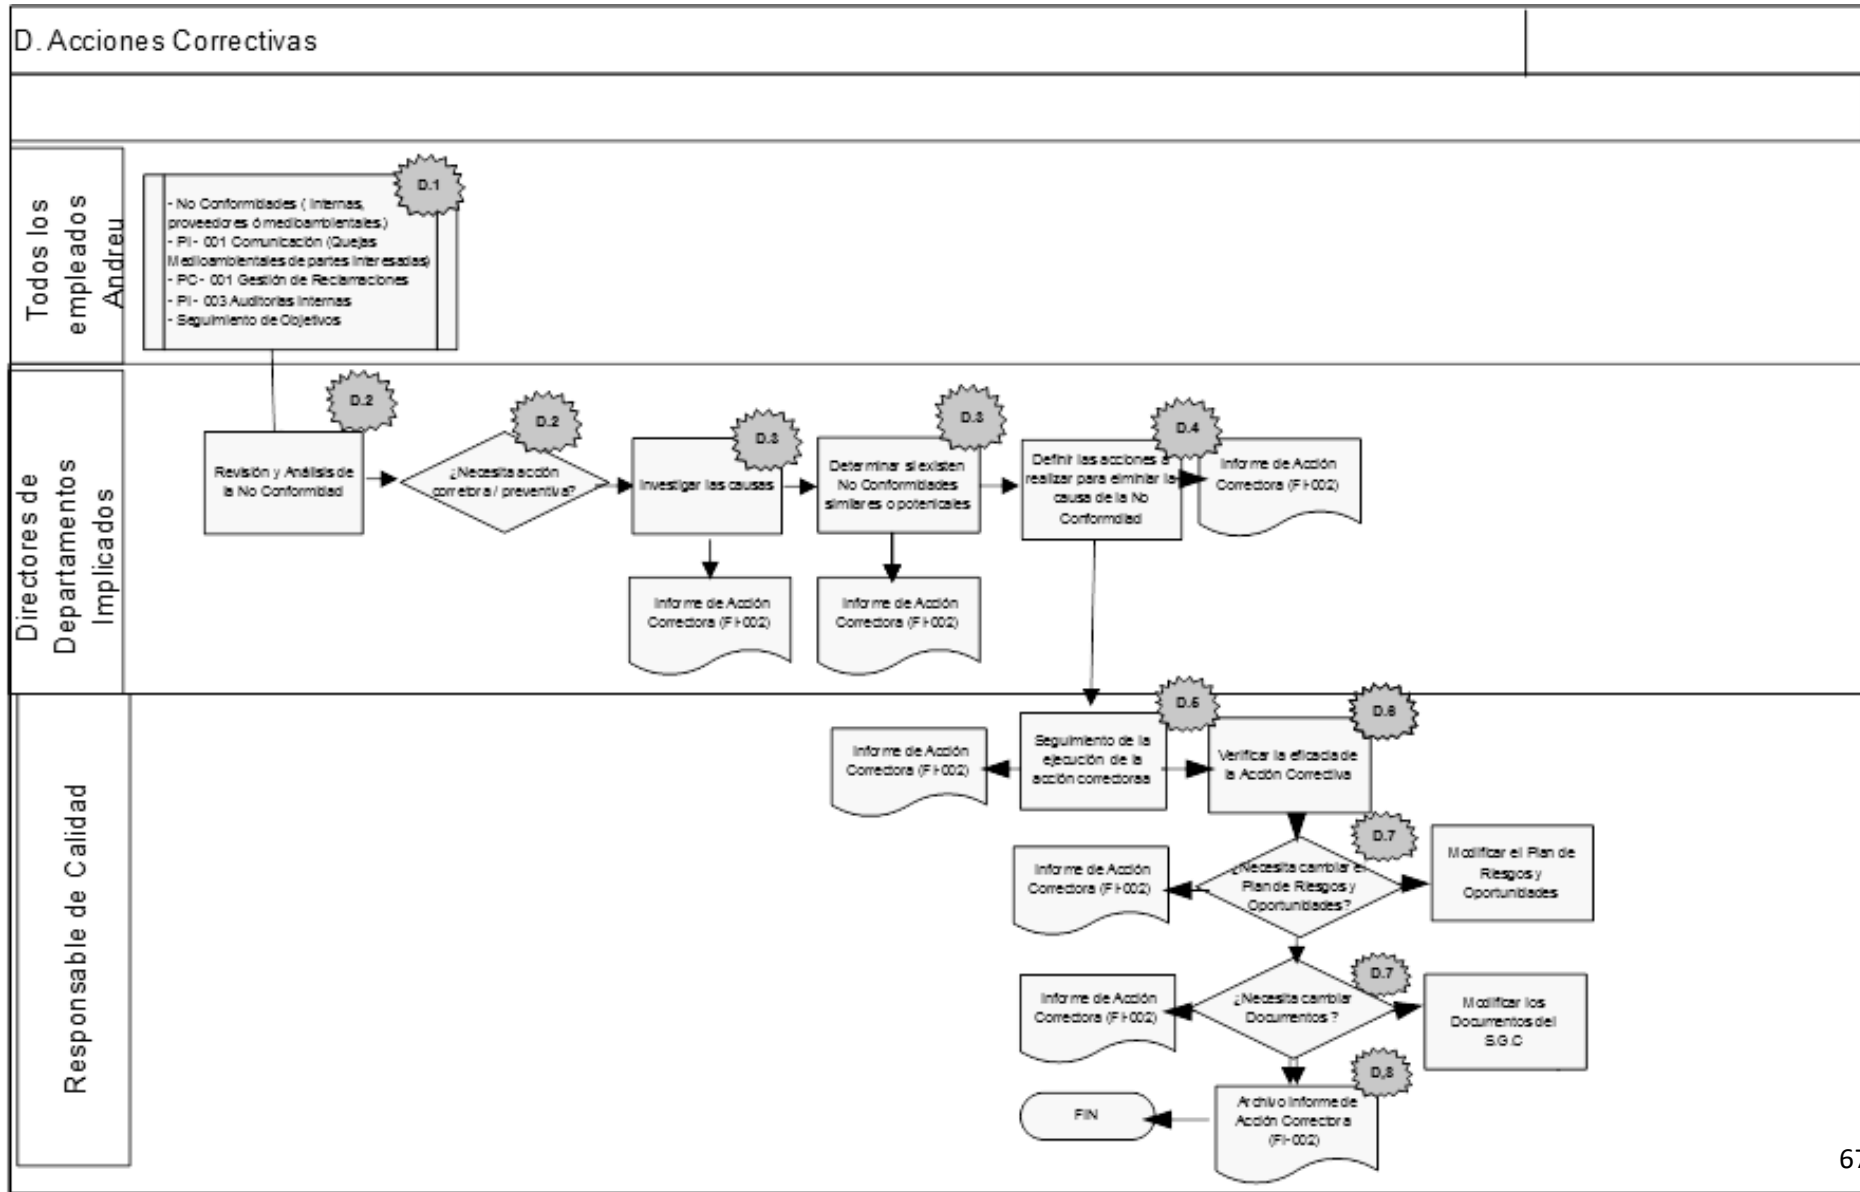 D. Acciones Correctivas
Todos los
empleados
Andreu
D.1
- No Conformidades ( Internas,
proveedores ó medioambientales.)
- PI - 001 Comunicación (Quejas
Medioambientales de partes Interesadas)
- PC - 001 Gestión de Reclamaciones
- PI - 003 Auditorias Internas
- Seguimiento de Objetivos
Directores de
Departamentos
Implicados
D.2
Revisión y Análisis de
la No Conformidad
D.2
¿Necesita acción
corretora / preventiva?
D.3
Investigar las causas
D.3
Determinar si existen
No Conformidades
similares o potenicales
D.4
Definir las acciones a
realizar para eliminiar la
causa de la No
Conformdiad
Informe de Acción
Correctora (FI-002)
Informe de Acción
Correctora (FI-002)
Informe de Acción
Correctora (FI-002)
Responsable de Calidad
Informe de Acción
Correctora (FI-002)
D.5
Seguimiento de la
ejecución de la
acción correctoraa
D.6
Verificar la eficacia de
la Acción Correctiva
Informe de Acción
Correctora (FI-002)
D.7
¿Necesita cambiar el
Plan de Riesgos y
Oportunidades?
Modificar el Plan de
Riesgos y
Oportunidades
Informe de Acción
Correctora (FI-002)
D.7
¿Necesita cambiar
Documentos ?
Modificar los
Documentos del
S.G.C
FIN
D,8
Archivo Informe de
Acción Correctora
(FI-002)
67